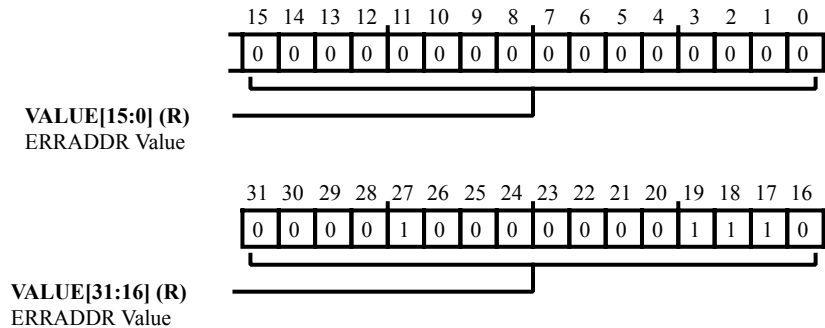 15 14 13 12 11 10 9 8 7 6 5 4 3 2 1 0
0 0 0 0 0 0 0 0 0 0 0 0 0 0 0 0
VALUE[15:0] (R)
ERRADDR Value
31 30 29 28 27 26 25 24 23 22 21 20 19 18 17 16
0 0 0 0 1 0 0 0 0 0 0 0 1 1 1 0
VALUE[31:16] (R)
ERRADDR Value